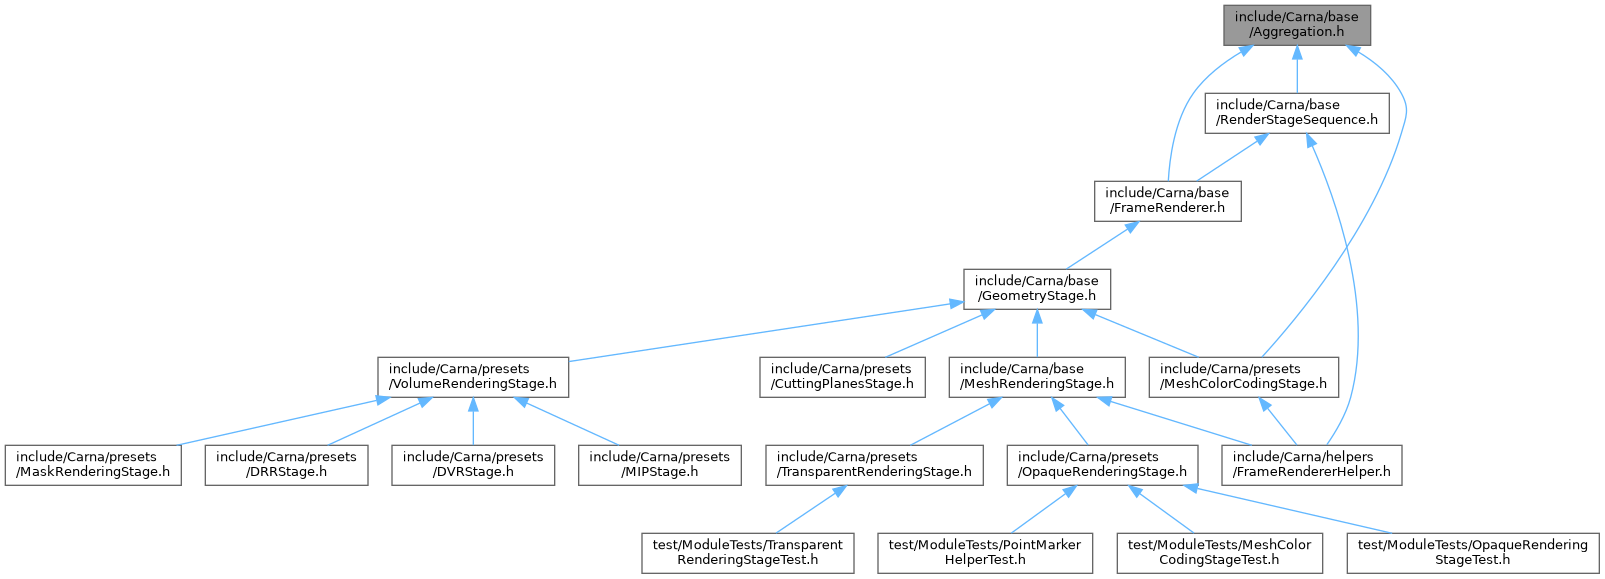 include/Carna/base
/Aggregation.h
include/Carna/base
/RenderStageSequence.h
include/Carna/base
/FrameRenderer.h
include/Carna/base
/GeometryStage.h
include/Carna/presets
/VolumeRenderingStage.h
include/Carna/presets
/CuttingPlanesStage.h
include/Carna/base
/MeshRenderingStage.h
include/Carna/presets
/MeshColorCodingStage.h
include/Carna/presets
/MaskRenderingStage.h
include/Carna/presets
/DRRStage.h
include/Carna/presets
/DVRStage.h
include/Carna/presets
/MIPStage.h
include/Carna/presets
/TransparentRenderingStage.h
include/Carna/presets
/OpaqueRenderingStage.h
include/Carna/helpers
/FrameRendererHelper.h
test/ModuleTests/Transparent
RenderingStageTest.h
test/ModuleTests/PointMarker
HelperTest.h
test/ModuleTests/MeshColor
CodingStageTest.h
test/ModuleTests/OpaqueRendering
StageTest.h